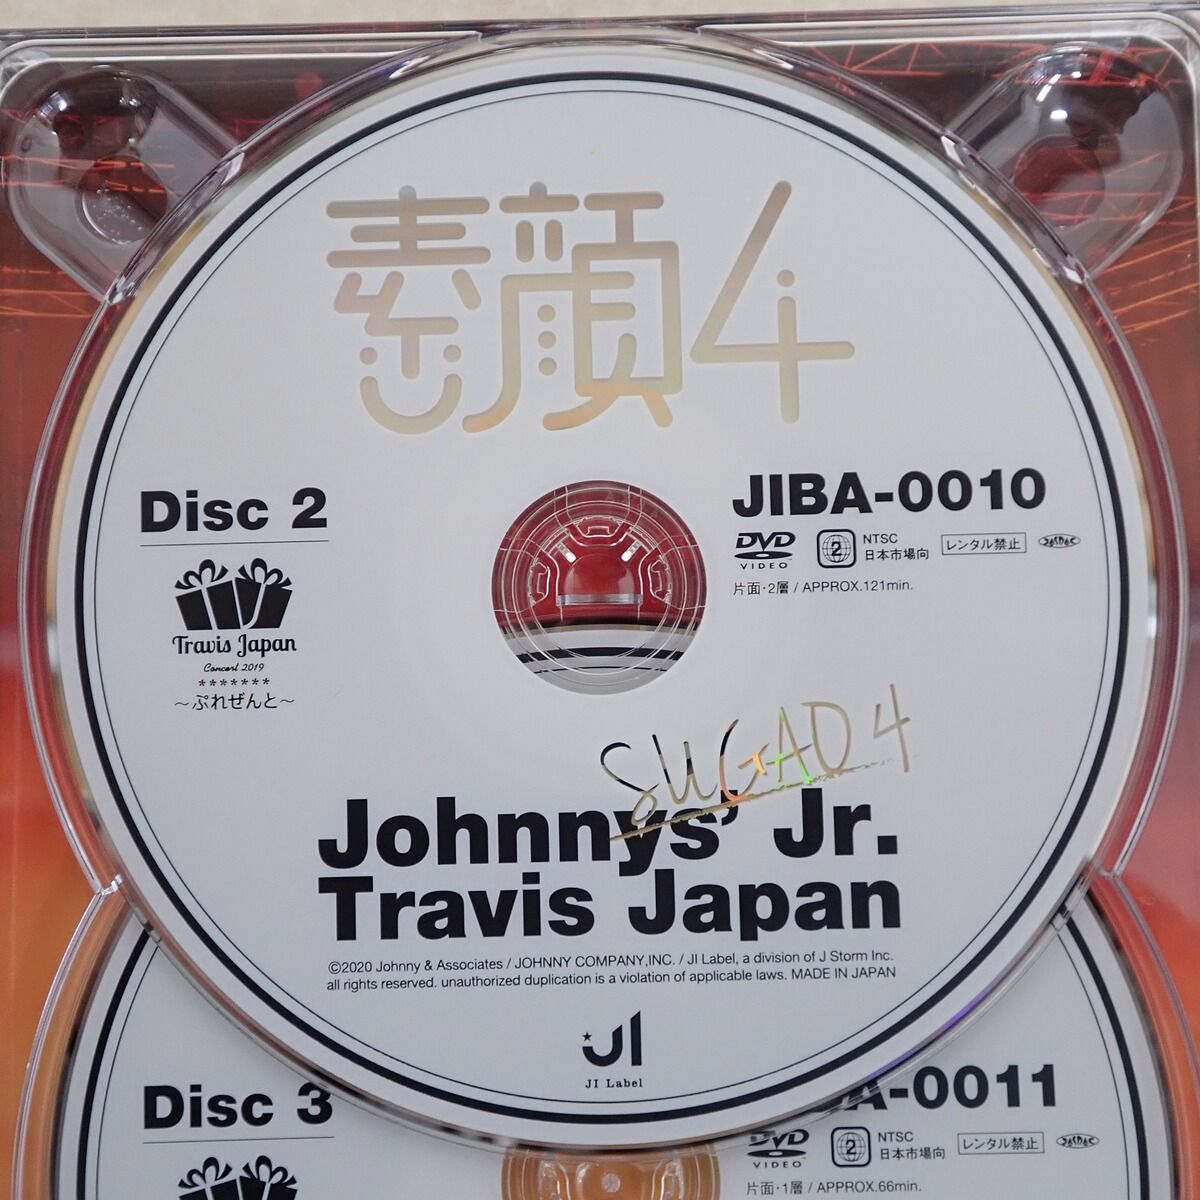 素顔4
Disc 2
Travis Japan
Concert 2019
*******
～ぷれぜんと～
JIBA-0010
DVD
VIDEO
2
NTSC
日本市場向
レンタル禁止
JASRAC
片面・2層 / APPROX.121min.
SUGAO 4
Johnnys' Jr.
Travis Japan
©2020 Johnny & Associates / JOHNNY COMPANY,INC. / JI Label, a division of J Storm Inc.
all rights reserved. unauthorized duplication is a violation of applicable laws. MADE IN JAPAN
JI
JI Label
Disc 3
A-0011
DVD
VIDEO
2
NTSC
日本市場向
レンタル禁止
JASRAC
片面・1層 / APPROX.66min.